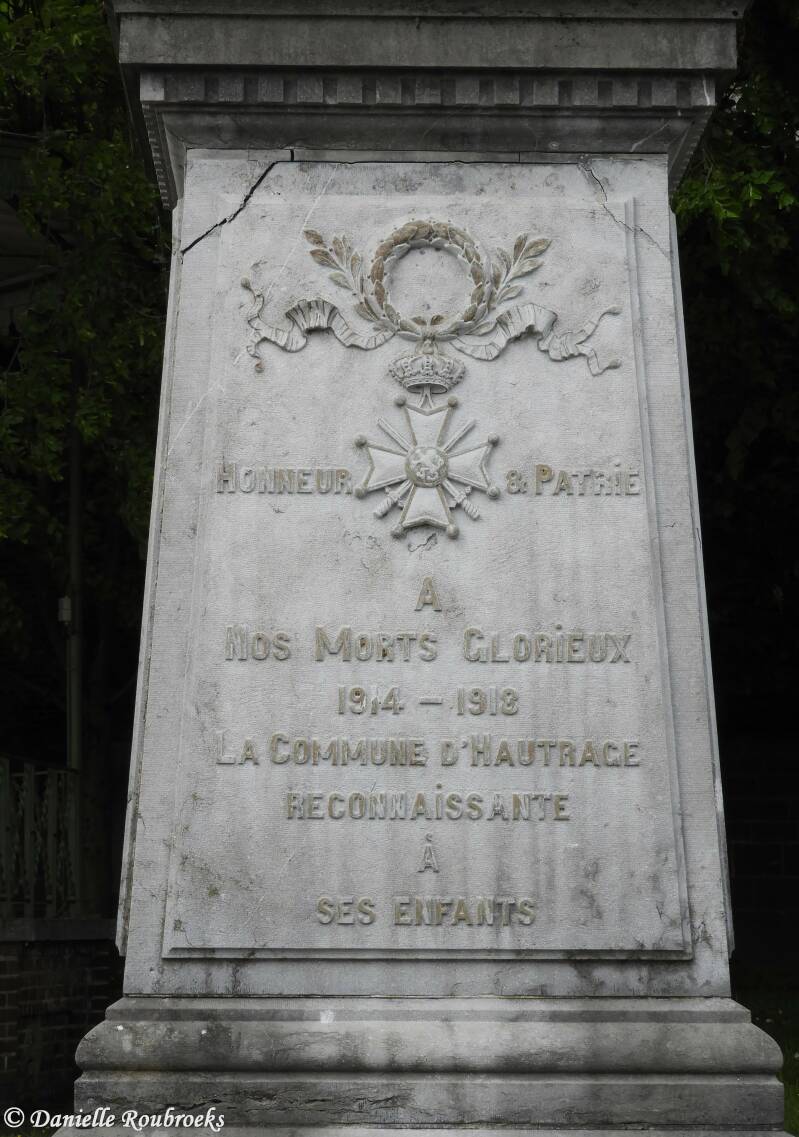 HONNEUR & PATRIE
A
NOS MORTS GLORIEUX
1914 – 1918
LA COMMUNE D'HAUTRAGE
RECONNAISSANTE
À
SES ENFANTS
© Danielle Roubroeks